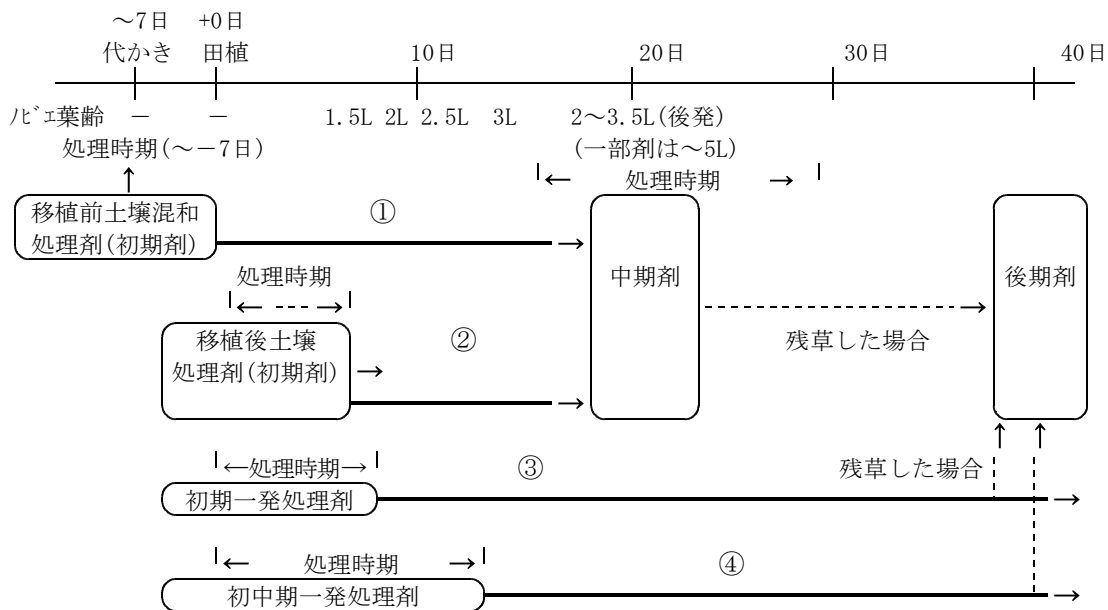 ～7日 +0日
代かき 田植 10日 20日 30日 40日
ﾉﾋﾞｴ葉齢 － － 1.5L 2L 2.5L 3L 2～3.5L(後発)
処理時期(～－7日) (一部剤は～5L)
処理時期
移植前土壌混和
処理剤(初期剤)
①
中期剤
後期剤
処理時期
移植後土壌
処理剤(初期剤)
②
残草した場合
←処理時期→
③
残草した場合
初期一発処理剤
処理時期
④
初中期一発処理剤